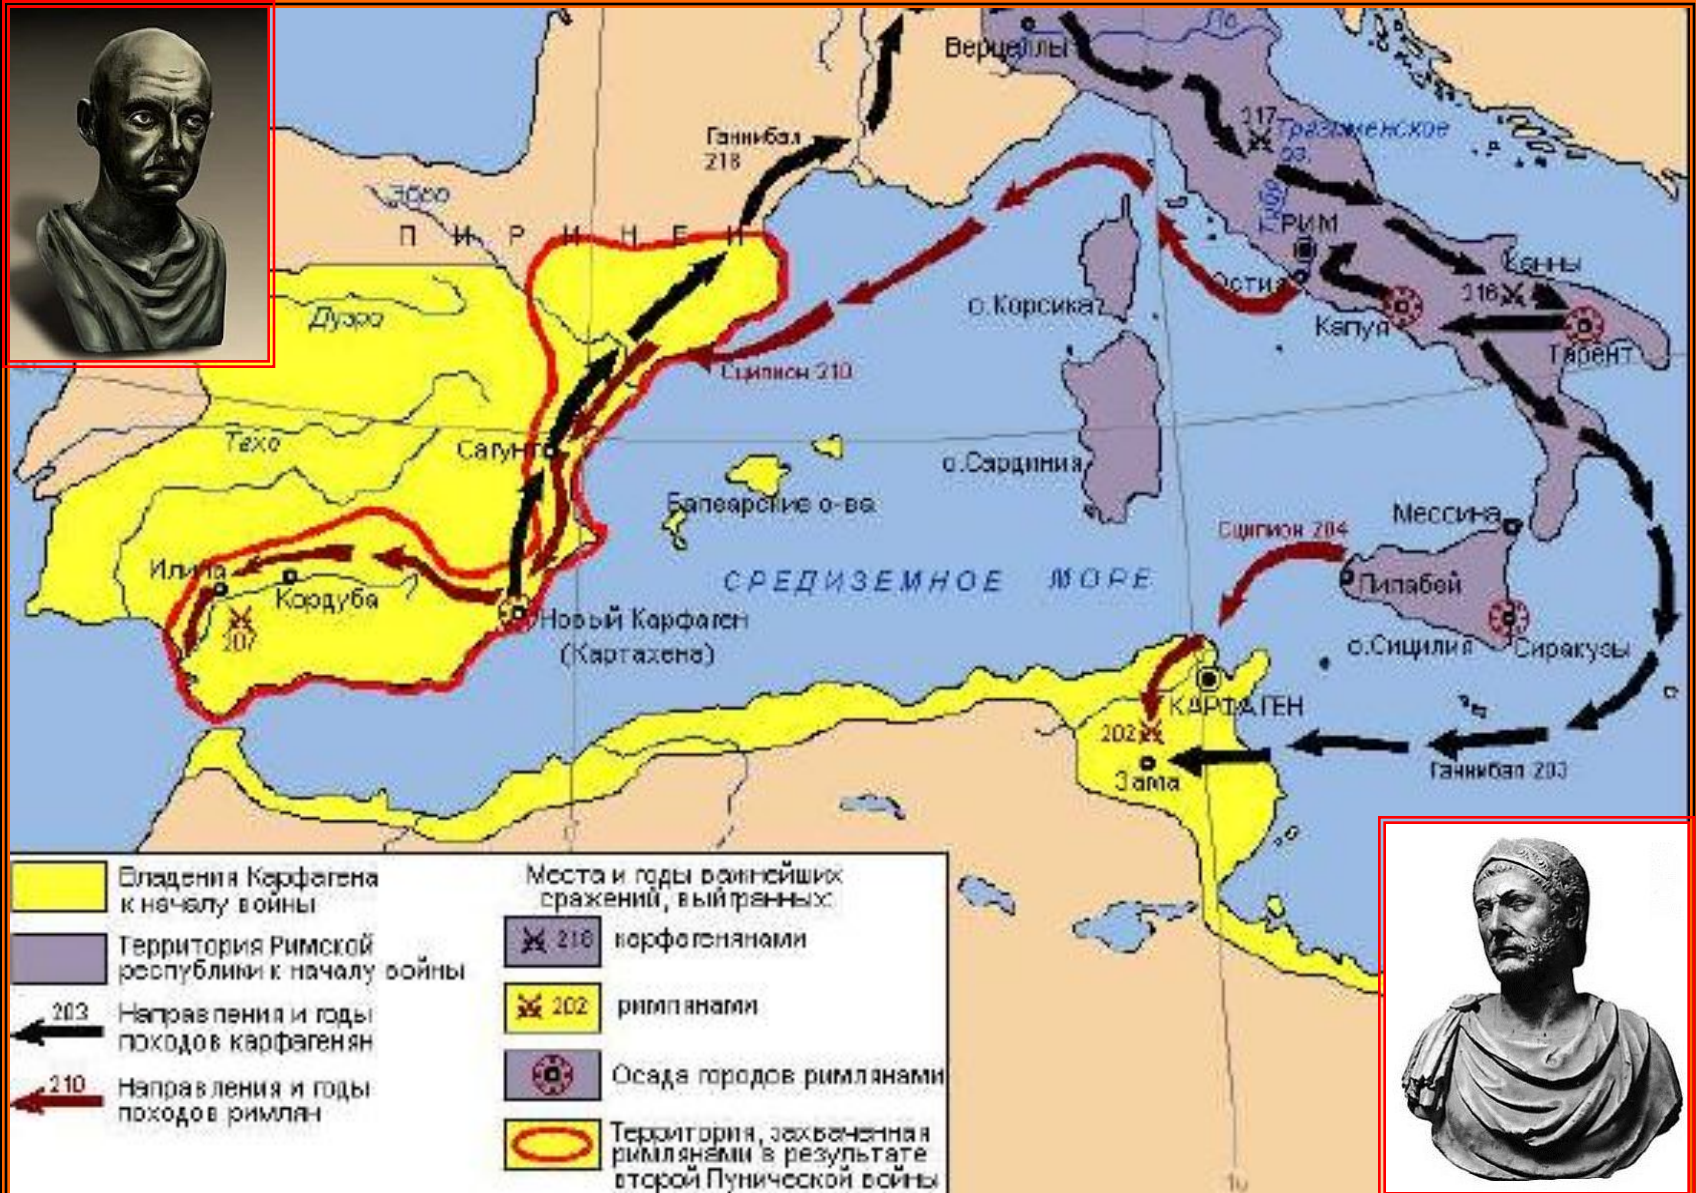 По
Верцеллы
Ганнибал
218
217
Тразименское
оз.
Эбро
ПИРИНЕИ
Тибр
РИМ
Остия
Канны
216
Капуя
Тарент
о.Корсика
Дуэро
Сципион 210
Тахо
Сагунт
о.Сардиния
Балеарские о-ва
Мессина
Сципион 204
СРЕДИЗЕМНОЕ МОРЕ
Илипа
Кордуба
Лилабей
207
Новый Карфаген
(Картахена)
о.Сицилия
Сиракузы
КАРФАГЕН
202
Зама
Ганнибал 203
0
10
Владения Карфагена
к началу войны
Территория Римской
республики к началу войны
203
Направления и годы
походов карфагенян
210
Направления и годы
походов римлян
Места и годы важнейших
сражений, выигранных:
216 карфагенянами
202 римлянами
Осада городов римлянами
Территория, захваченная
римлянами в результате
второй Пунической войны